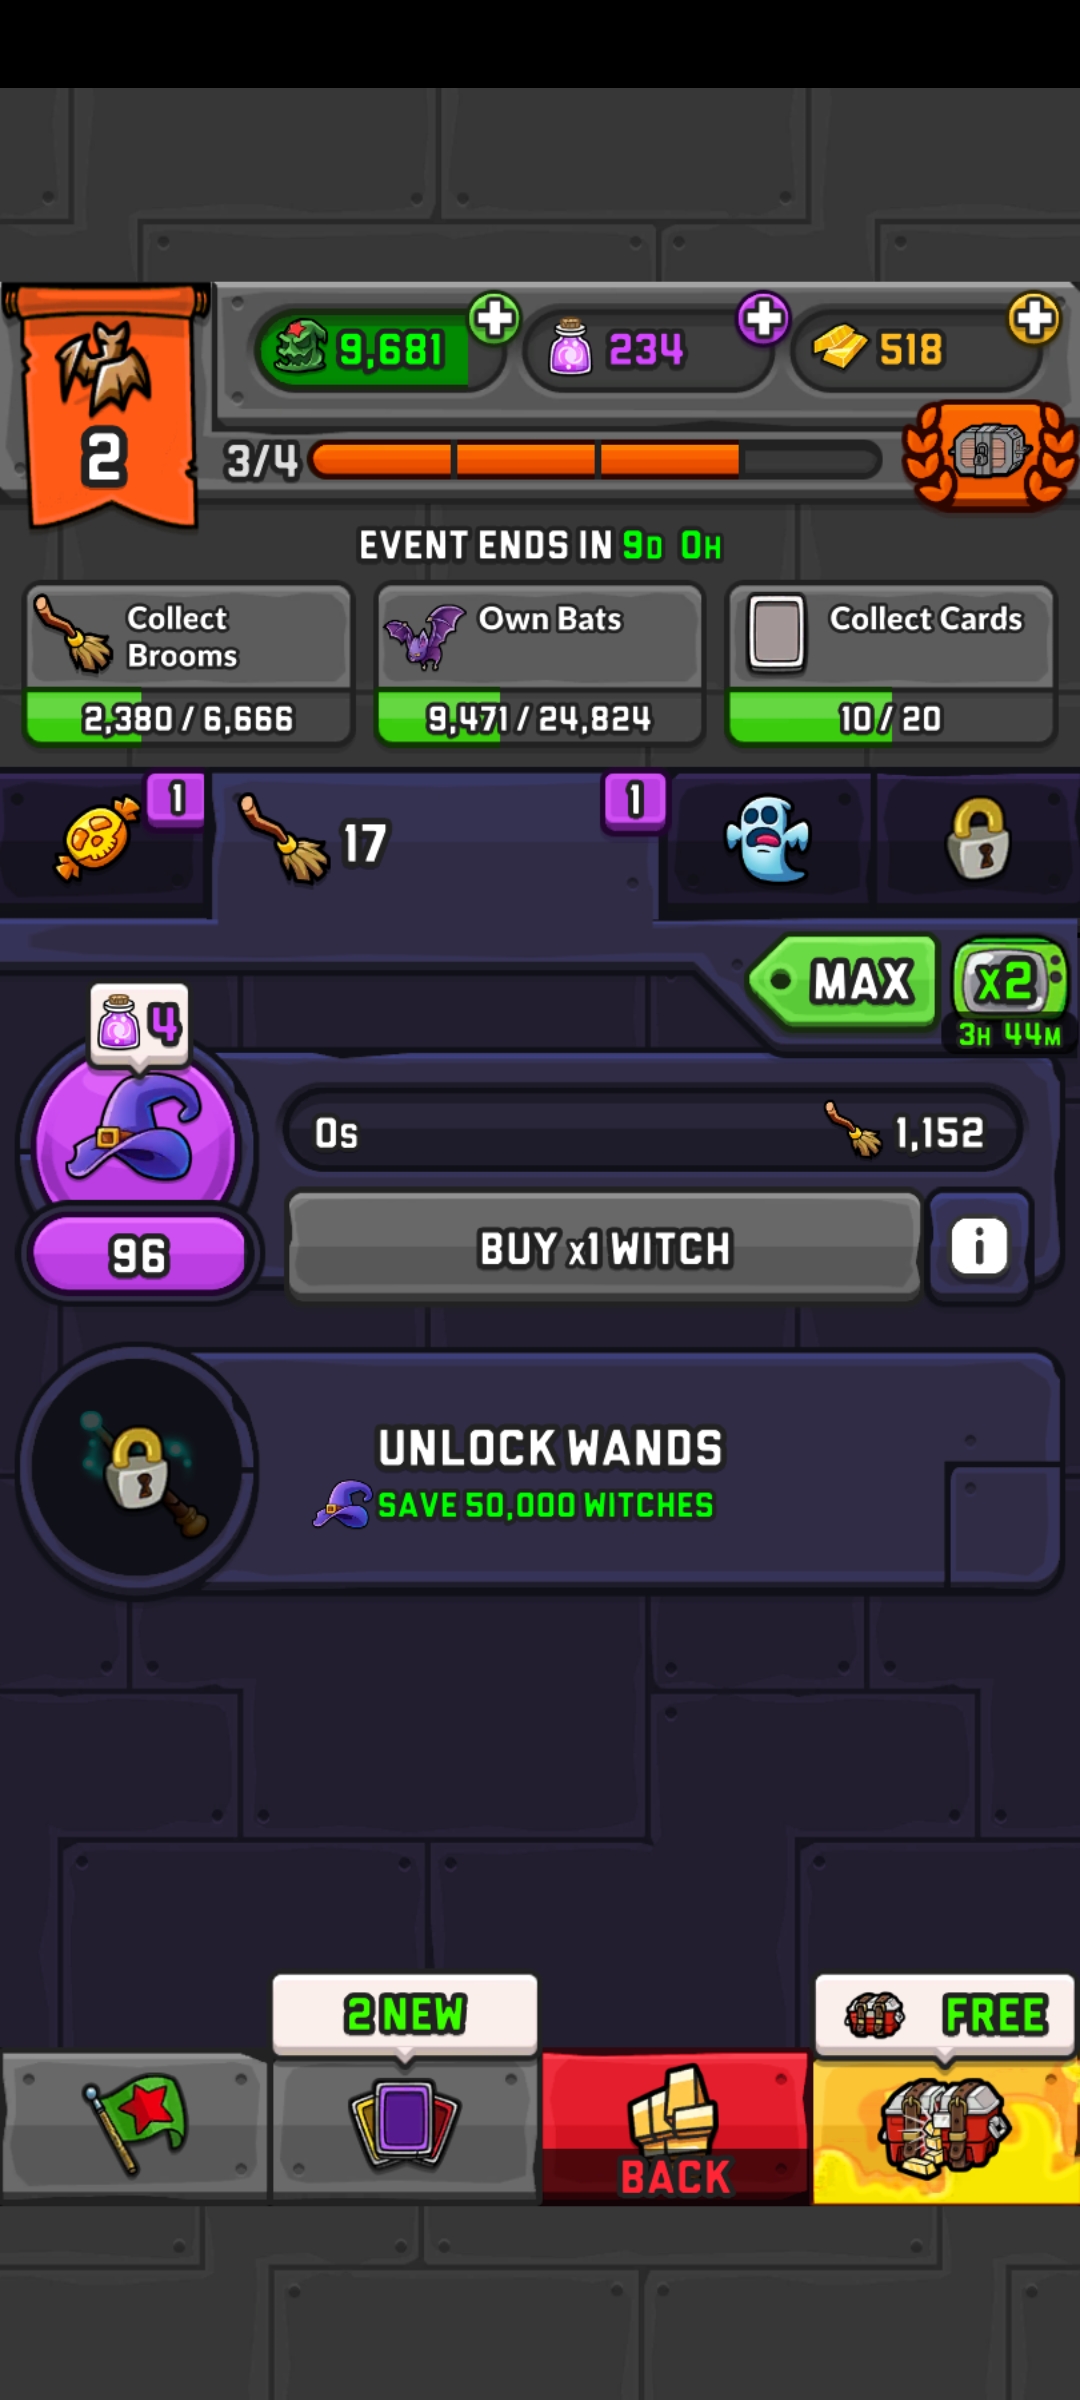 9,681
234
518
2
3/4
EVENT ENDS IN 9D 0H
Collect
Brooms
Own Bats
Collect Cards
2,380 / 6,666
9,471 / 24,824
10 / 20
1
17
1
MAX
x2
3H 44M
4
0s
1,152
BUY x1 WITCH
i
96
UNLOCK WANDS
SAVE 50,000 WITCHES
2 NEW
FREE
BACK